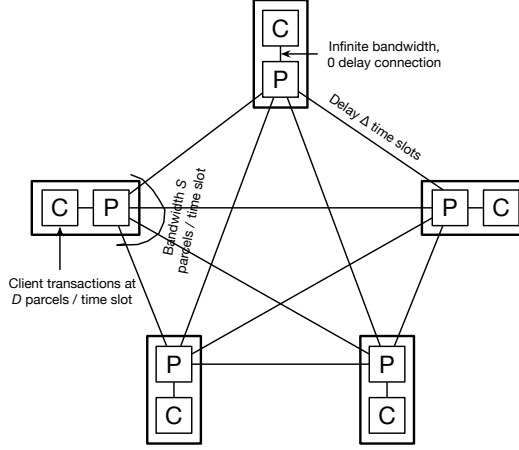 C
Infinite bandwidth,
0 delay connection
P
Delay Δ time slots
Bandwidth S
parcels / time slot
C P
P C
Client transactions at
D parcels / time slot
P
P
C
C